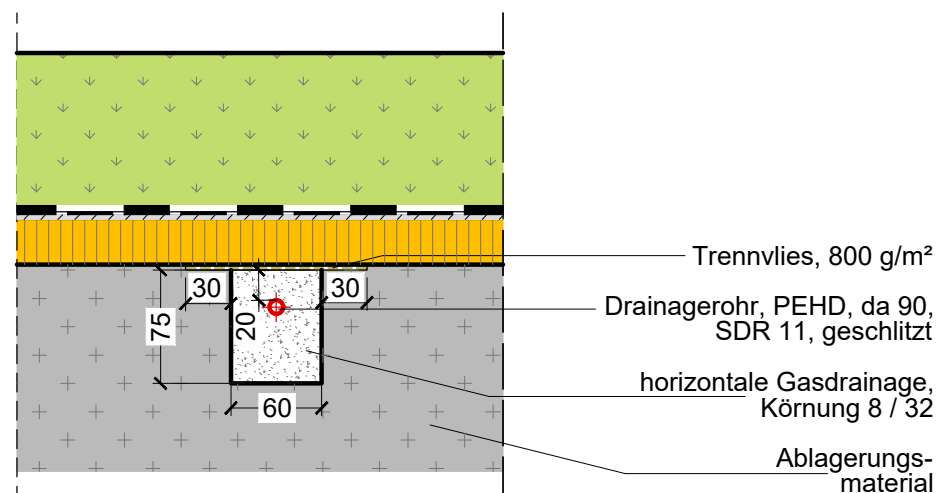 Trennvlies, 800 g/m²
30
30
Drainagerohr, PEHD, da 90,
SDR 11, geschlitzt
75
20
horizontale Gasdrainage,
Körnung 8 / 32
60
Ablagerungs-
material